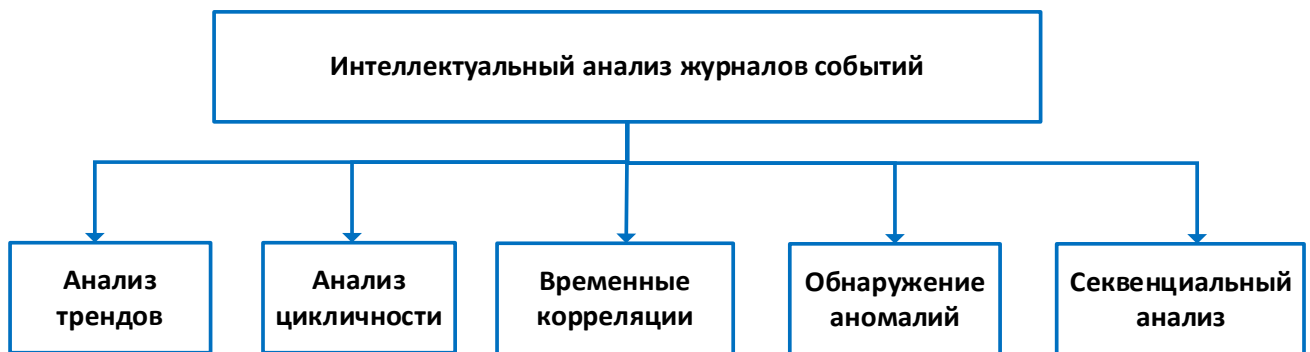 Интеллектуальный анализ журналов событий
Анализ
трендов
Анализ
цикличности
Временные
корреляции
Обнаружение
аномалий
Секвенциальный
анализ